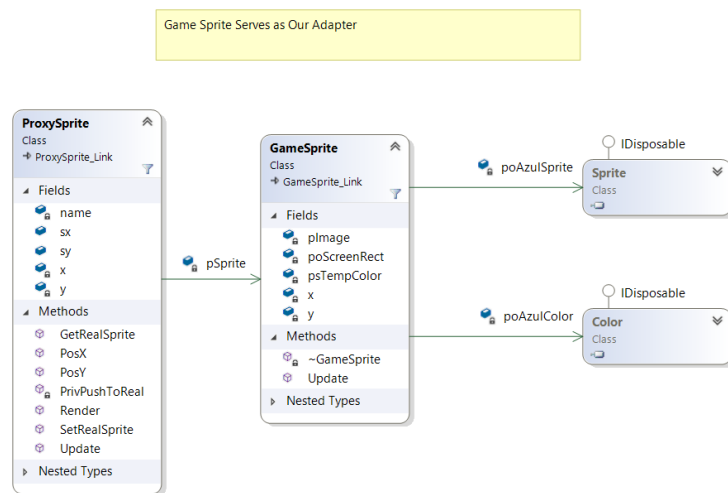 Game Sprite Serves as Our Adapter
ProxySprite
Class
ProxySprite_Link
Fields
name
sx
sy
x
y
Methods
GetRealSprite
PosX
PosY
PrivPushToReal
Render
SetRealSprite
Update
Nested Types
pSprite
GameSprite
Class
GameSprite_Link
Fields
pImage
poScreenRect
psTempColor
x
y
Methods
~GameSprite
Update
Nested Types
poAzulSprite
IDisposable
Sprite
Class
poAzulColor
IDisposable
Color
Class